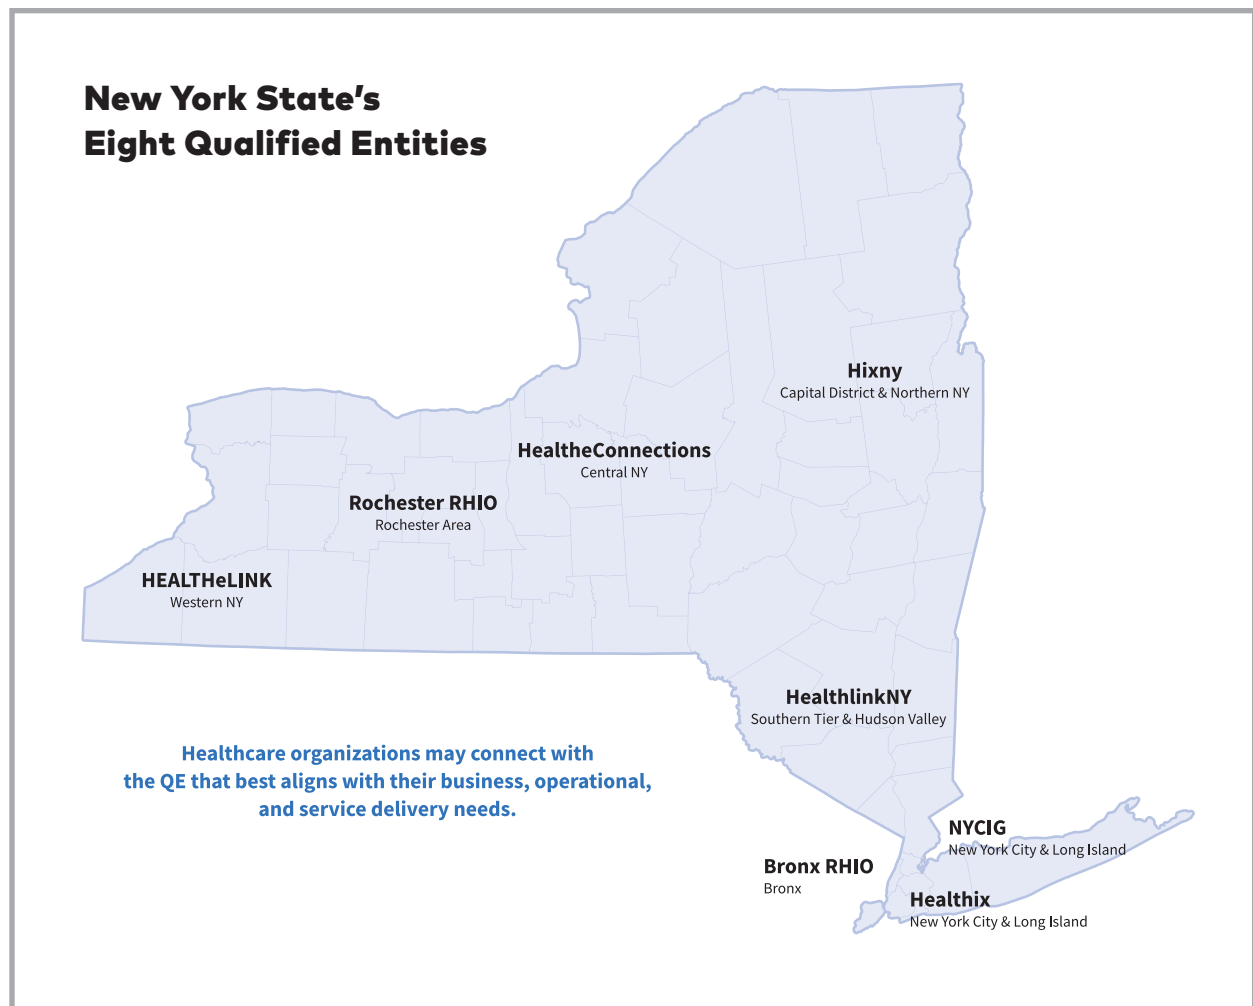 New York State's
Eight Qualified Entities
Hixny
Capital District & Northern NY
HealtheConnections
Central NY
Rochester RHIO
Rochester Area
HEALTHeLINK
Western NY
HealthlinkNY
Southern Tier & Hudson Valley
Healthcare organizations may connect with
the QE that best aligns with their business, operational,
and service delivery needs.
NYCIG
New York City & Long Island
Bronx RHIO
Bronx
Healthix
New York City & Long Island